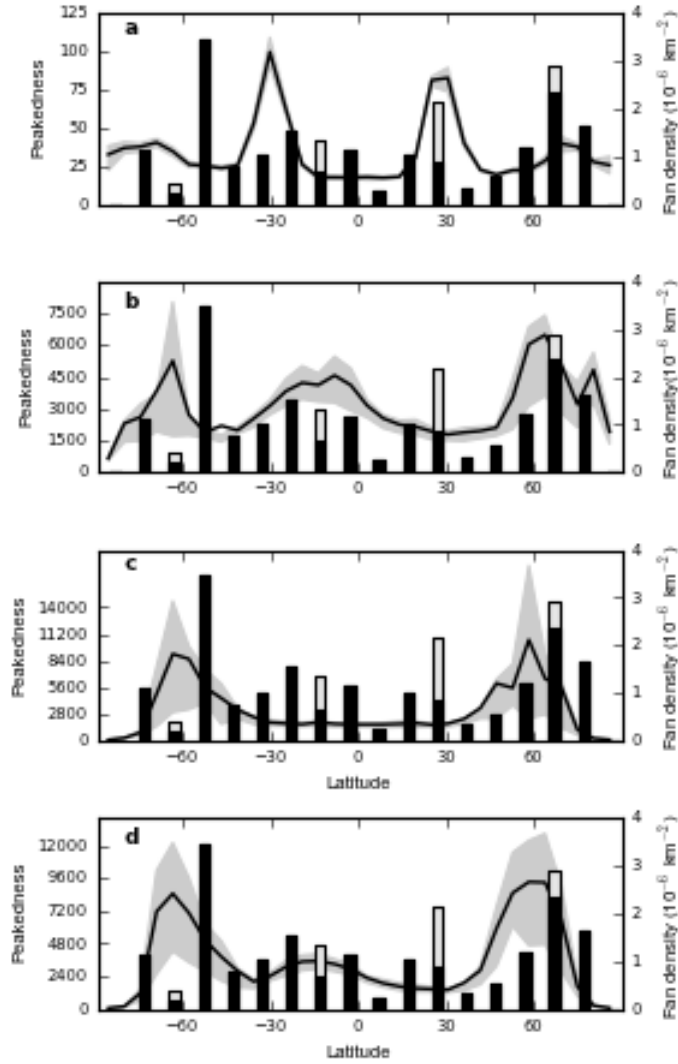 a
125
100
75
50
25
0
Peakedness
4
3
2
1
0
Fan density (10⁻⁶ km⁻²)
−60 −30 0 30 60
b
7500
6000
4500
3000
1500
0
Peakedness
4
3
2
1
0
Fan density(10⁻⁶ km⁻²)
−60 −30 0 30 60
c
14000
11200
8400
5600
2800
0
Peakedness
4
3
2
1
0
Fan density (10⁻⁶ km⁻²)
−60 −30 0 30 60
Latitude
d
12000
9600
7200
4800
2400
0
Peakedness
4
3
2
1
0
Fan density (10⁻⁶ km⁻²)
−60 −30 0 30 60